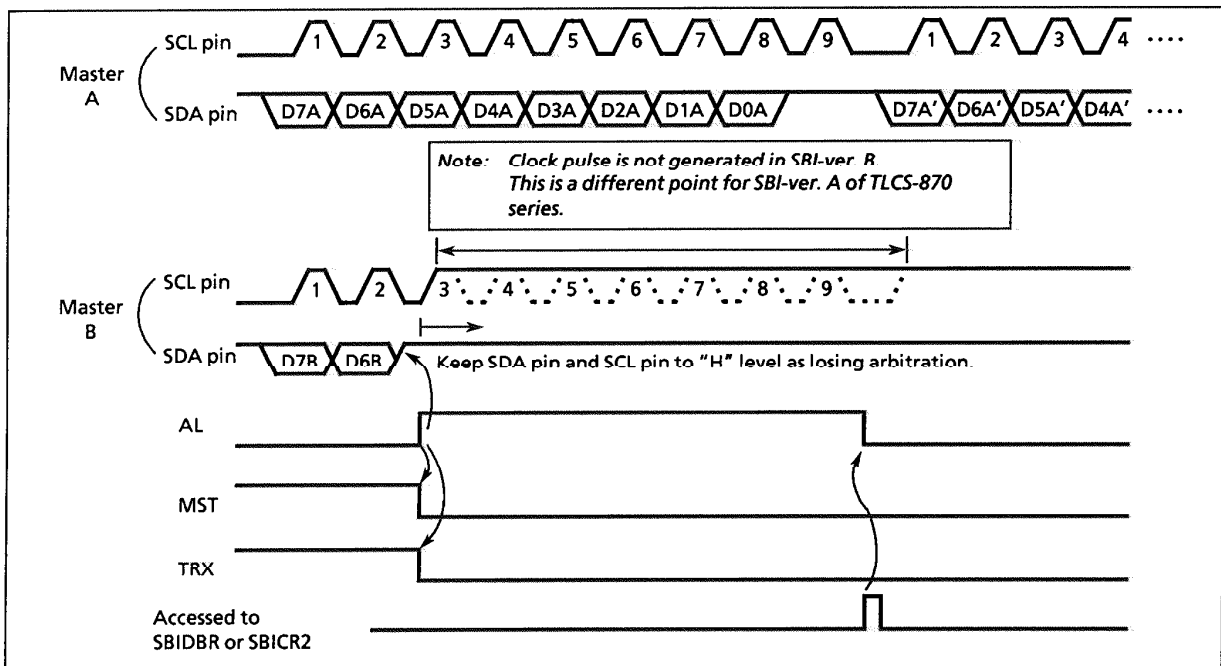 SCL pin 1 2 3 4 5 6 7 8 9 1 2 3 4 ....
Master
A
SDA pin D7A D6A D5A D4A D3A D2A D1A D0A D7A' D6A' D5A' D4A' ....
Note: Clock pulse is not generated in SBI-ver. B
This is a different point for SBI-ver. A of TLCS-870
series.
SCL pin 1 2 3 4 5 6 7 8 9
Master
B
SDA pin D7B D6B Keep SDA pin and SCL pin to "H" level as losing arbitration.
AL
MST
TRX
Accessed to
SBIDBR or SBICR2